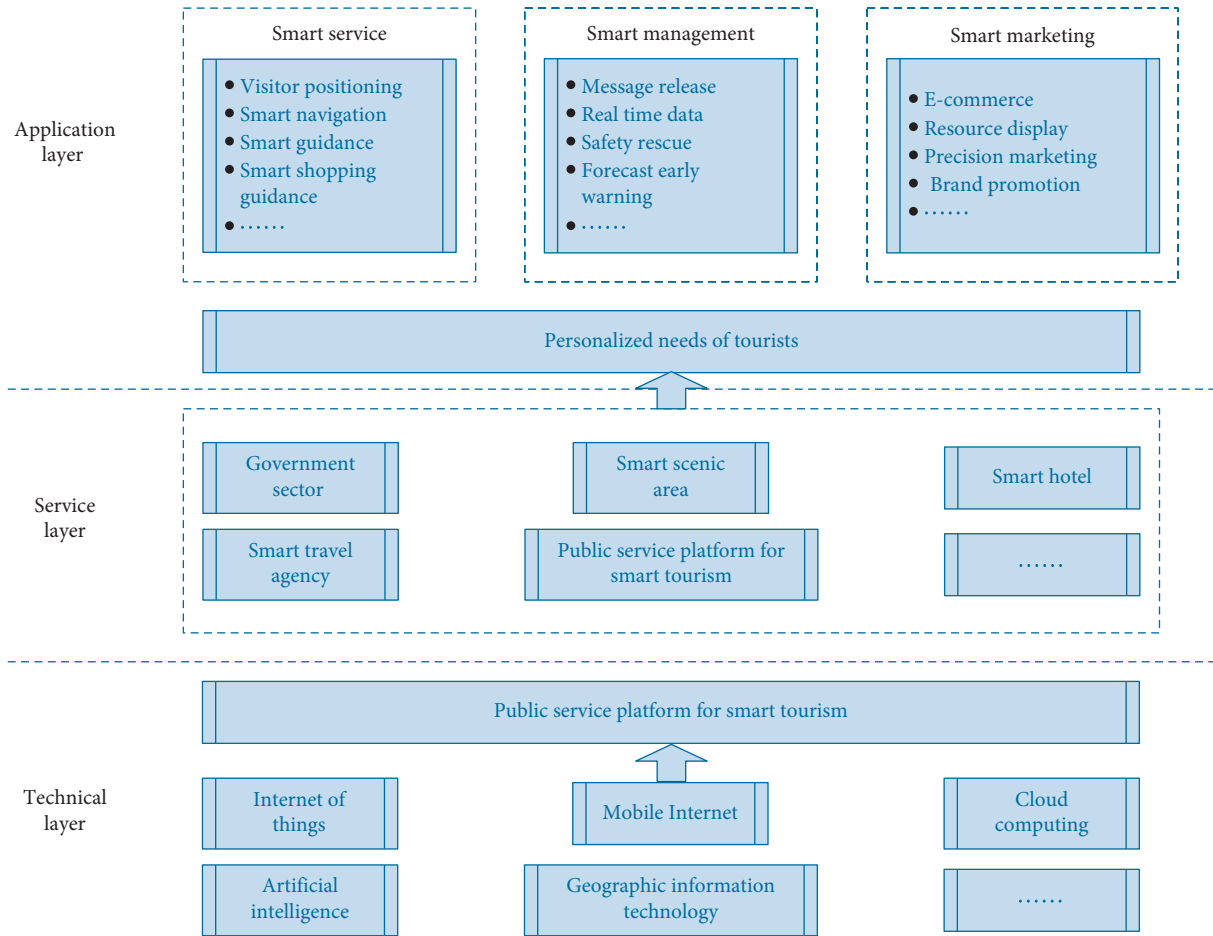 Smart service
Visitor positioning
Smart navigation
Smart guidance
Smart shopping
guidance
······
Smart management
Message release
Real time data
Safety rescue
Forecast early
warning
······
Smart marketing
E-commerce
Resource display
Precision marketing
Brand promotion
······
Application
layer
Personalized needs of tourists
Service
layer
Government
sector
Smart scenic
area
Smart hotel
Smart travel
agency
Public service platform for
smart tourism
······
Public service platform for smart tourism
Technical
layer
Internet of
things
Mobile Internet
Cloud
computing
Artificial
intelligence
Geographic information
technology
······